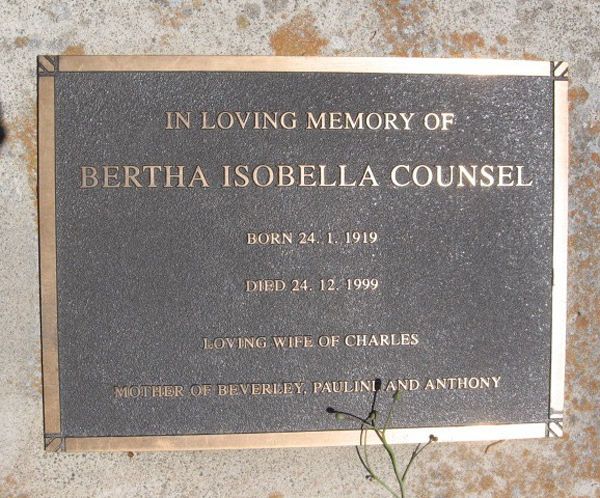 IN LOVING MEMORY OF
BERTHA ISOBELLA COUNSEL
BORN 24. 1. 1919
DIED 24. 12. 1999
LOVING WIFE OF CHARLES
MOTHER OF BEVERLEY, PAULINE AND ANTHONY